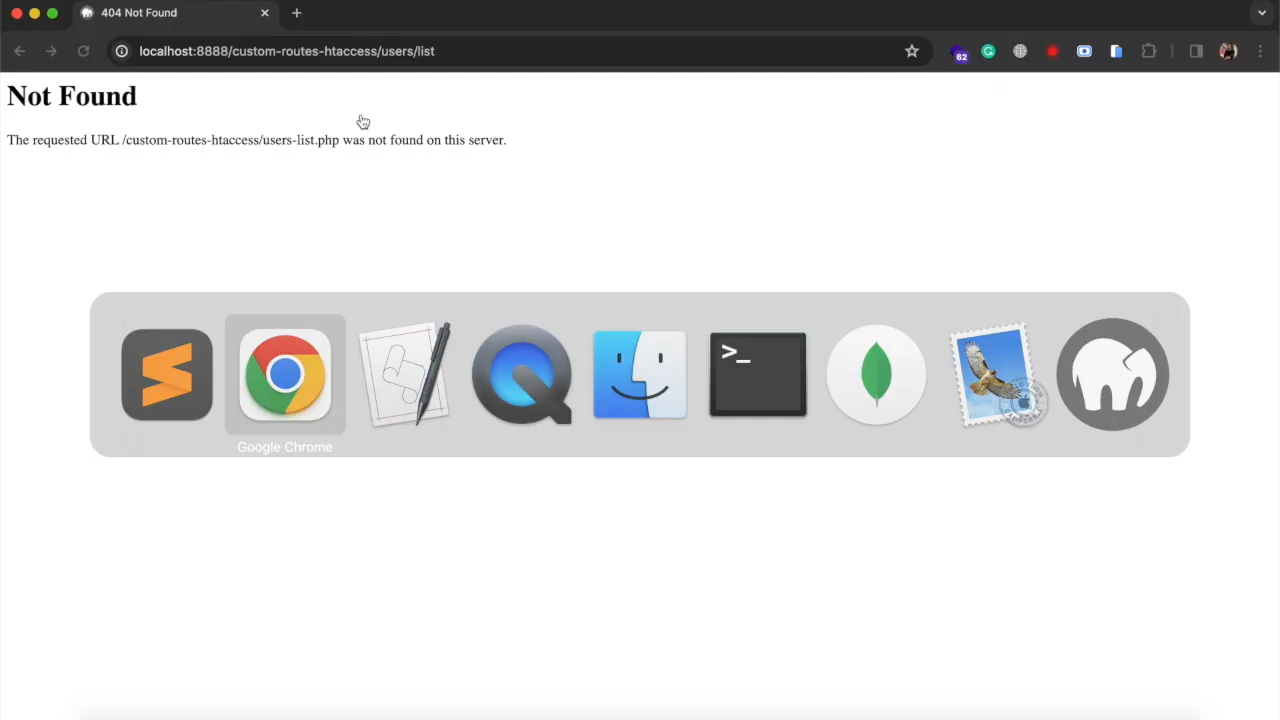 404 Not Found
localhost:8888/custom-routes-htaccess/users/list
62
Not Found
The requested URL /custom-routes-htaccess/users-list.php was not found on this server.
>_
Google Chrome